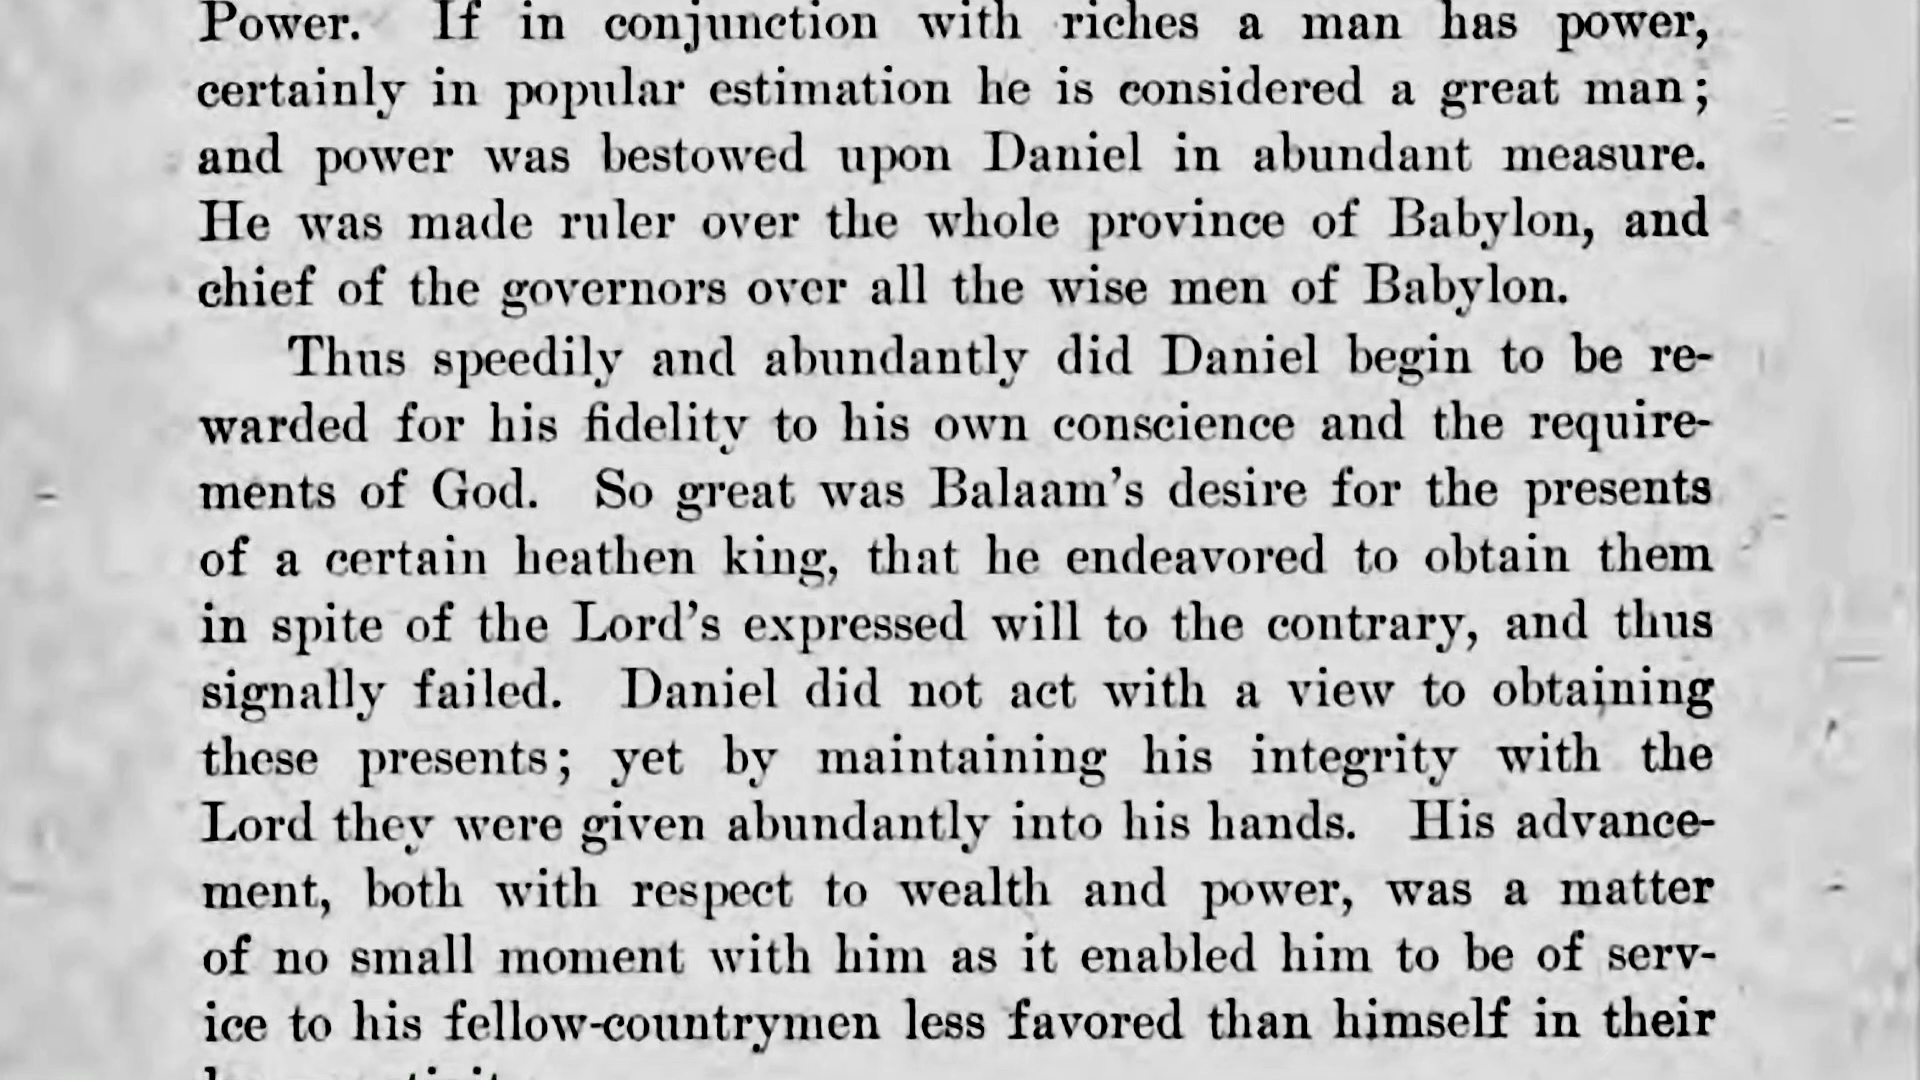 Power. If in conjunction with riches a man has power,
certainly in popular estimation he is considered a great man;
and power was bestowed upon Daniel in abundant measure.
He was made ruler over the whole province of Babylon, and
chief of the governors over all the wise men of Babylon.
Thus speedily and abundantly did Daniel begin to be re-
warded for his fidelity to his own conscience and the require-
ments of God. So great was Balaam's desire for the presents
of a certain heathen king, that he endeavored to obtain them
in spite of the Lord's expressed will to the contrary, and thus
signally failed. Daniel did not act with a view to obtaining
these presents; yet by maintaining his integrity with the
Lord they were given abundantly into his hands. His advance-
ment, both with respect to wealth and power, was a matter
of no small moment with him as it enabled him to be of serv-
ice to his fellow-countrymen less favored than himself in their